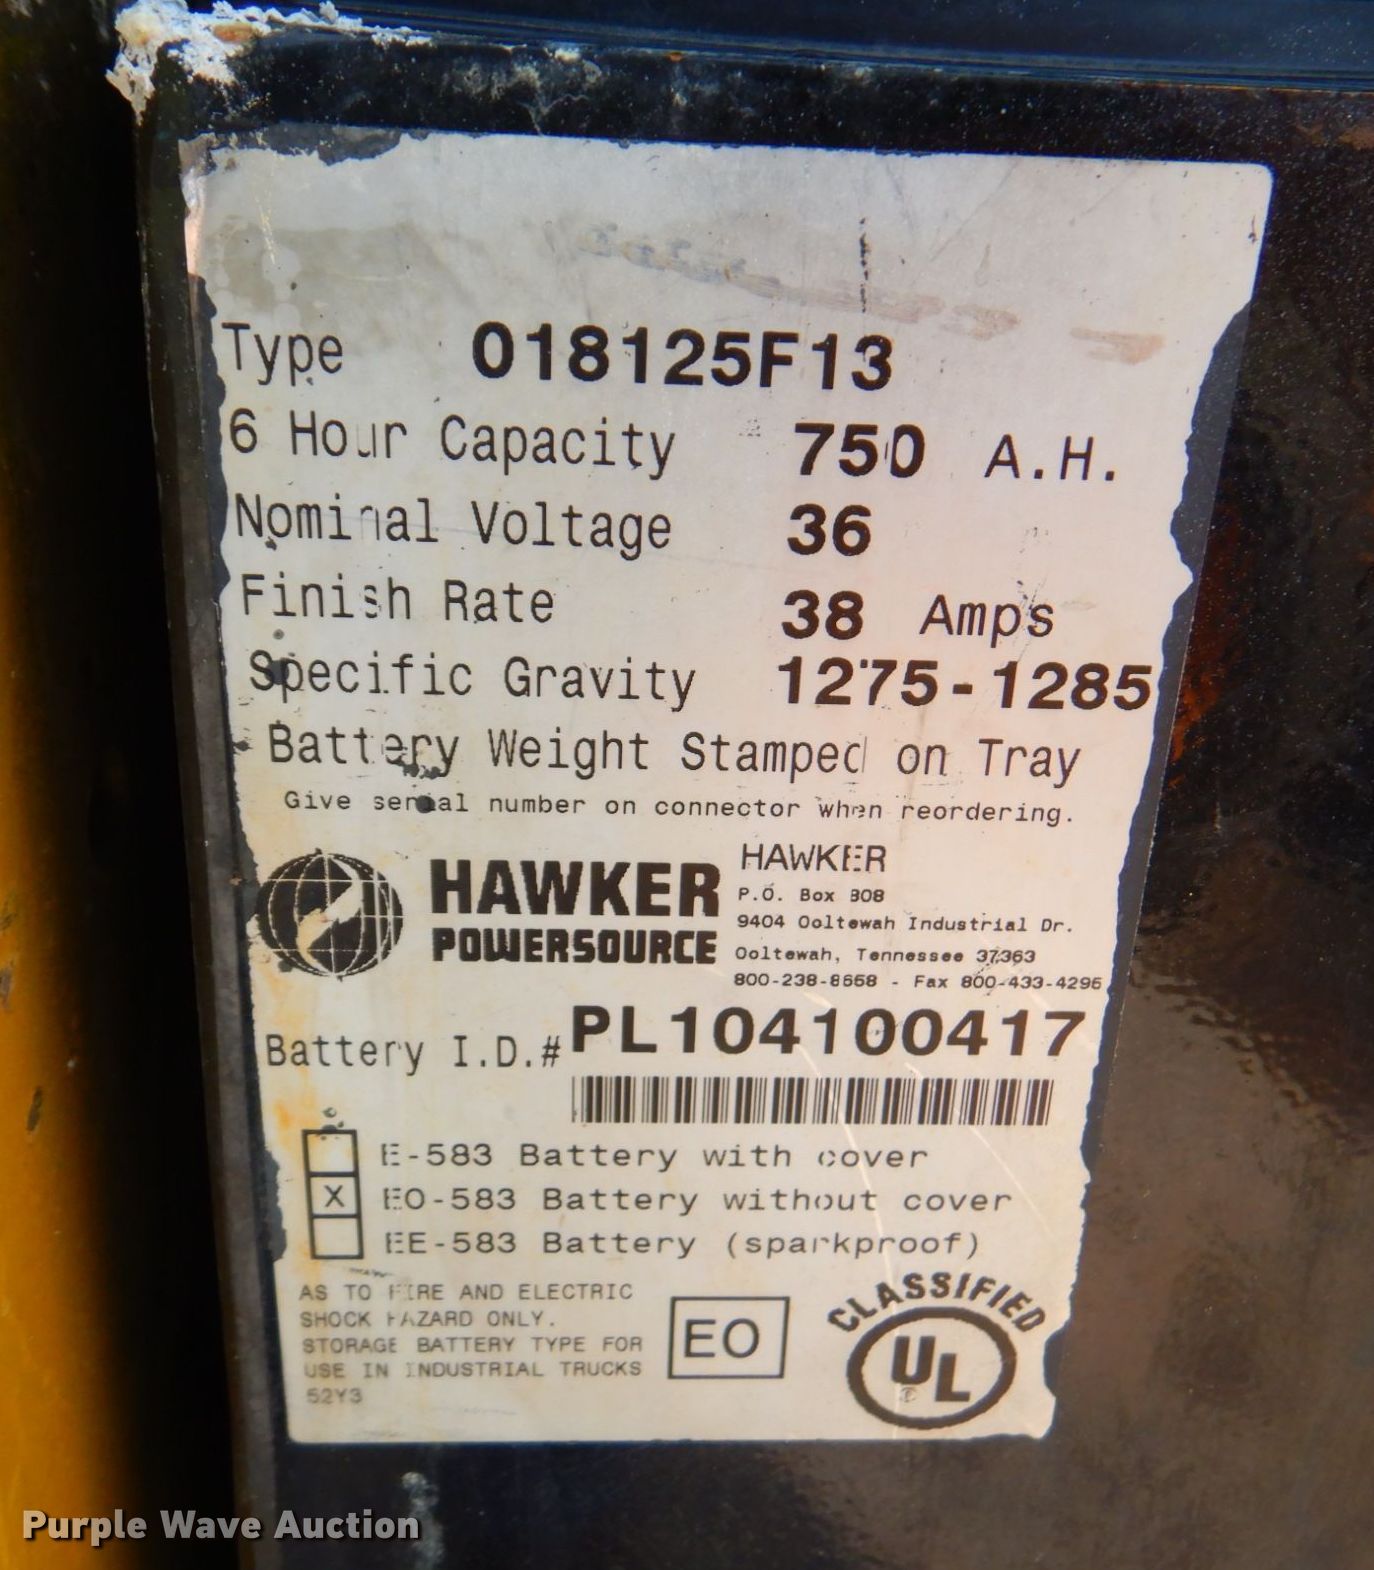 Type 018125F13
6 Hour Capacity 750 A.H.
Nominal Voltage 36
Finish Rate 38 Amps
Specific Gravity 1275-1285
Battery Weight Stamped on Tray
Give serial number on connector when reordering.
HAWKER
POWERSOURCE
HAWKER
P.O. Box 808
9404 Ooltewah Industrial Dr.
Ooltewah, Tennessee 37363
800-238-8658 - Fax 800-433-4296
Battery I.D.# PL104100417
E-583 Battery with cover
X EO-583 Battery without cover
EE-583 Battery (sparkproof)
AS TO FIRE AND ELECTRIC
SHOCK HAZARD ONLY.
STORAGE BATTERY TYPE FOR
USE IN INDUSTRIAL TRUCKS
52Y3
EO
CLASSIFIED
UL
®
Purple Wave Auction